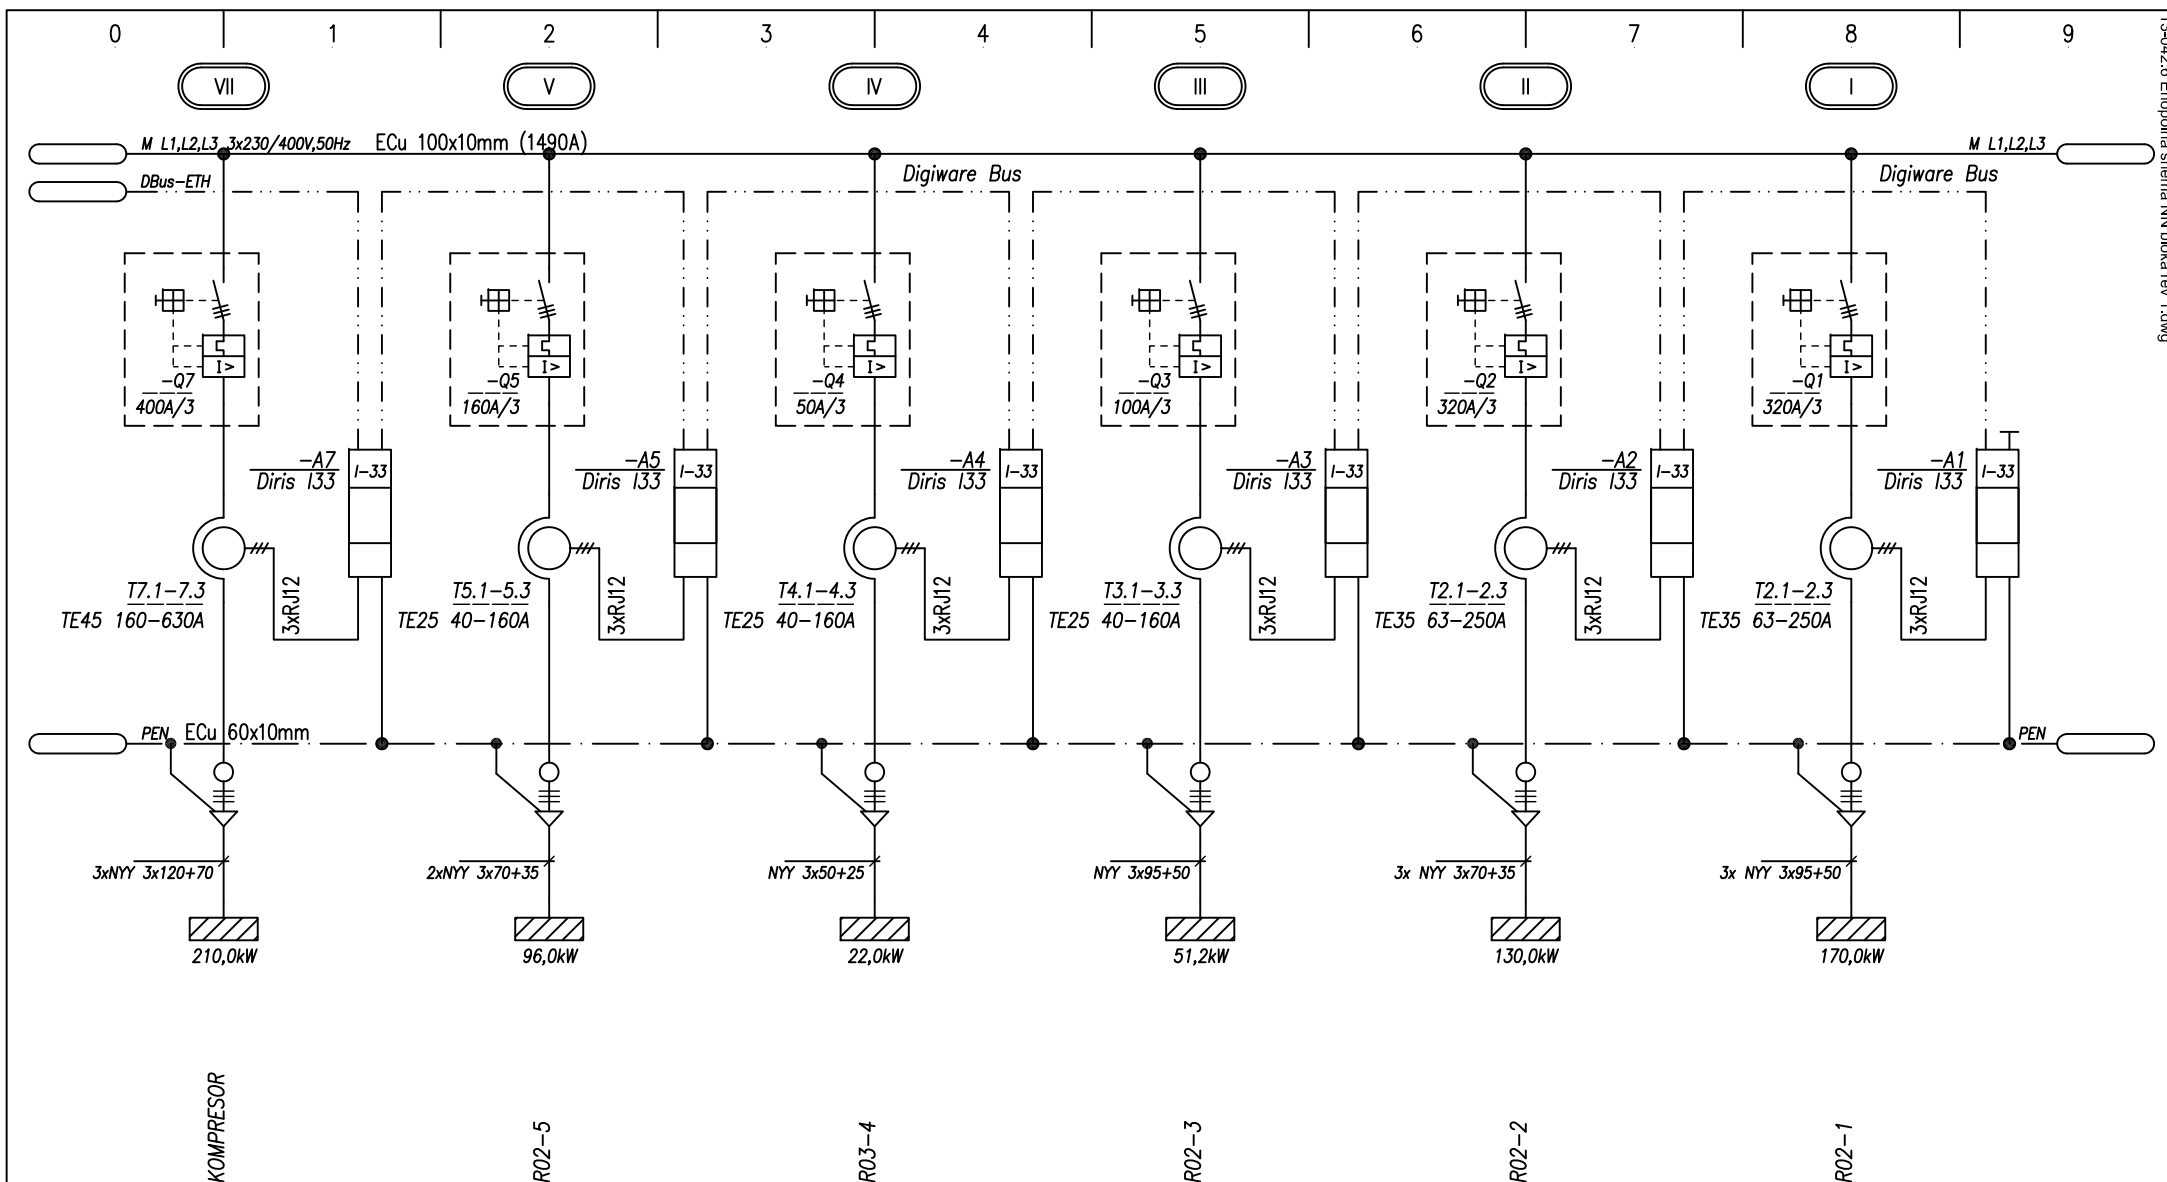 0 1 2 3 4 5 6 7 8 9
VII V IV III II I
M L1,L2,L3 3x230/400V,50Hz ECu 100x10mm (1490A) M L1,L2,L3
DBus-ETH Digiware Bus Digiware Bus
I> I> I> I> I> I>
-Q7 -Q5 -Q4 -Q3 -Q2 -Q1
400A/3 160A/3 50A/3 100A/3 320A/3 320A/3
-A7 I-33 -A5 I-33 -A4 I-33 -A3 I-33 -A2 I-33 -A1 I-33
Diris I33 Diris I33 Diris I33 Diris I33 Diris I33 Diris I33
T7.1-7.3 T5.1-5.3 T4.1-4.3 T3.1-3.3 T2.1-2.3 T2.1-2.3
TE45 160-630A TE25 40-160A TE25 40-160A TE25 40-160A TE35 63-250A TE35 63-250A
3xRJ12 3xRJ12 3xRJ12 3xRJ12 3xRJ12 3xRJ12
PEN ECu 60x10mm PEN
3xNYY 3x120+70 2xNYY 3x70+35 NYY 3x50+25 NYY 3x95+50 3x NYY 3x70+35 3x NYY 3x95+50
210,0kW 96,0kW 22,0kW 51,2kW 130,0kW 170,0kW
KOMPRESOR R02-5 R03-4 R02-3 R02-2 R02-1